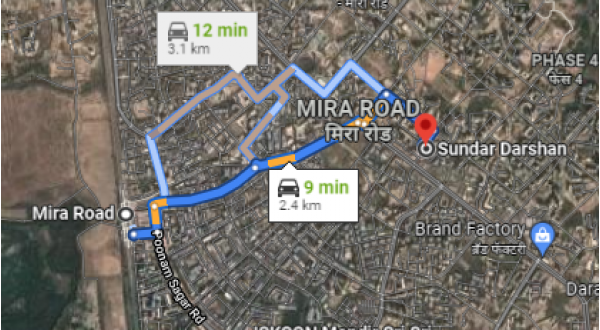 12 min
3.1 km
PHASE 4
फेस 4
MIRA ROAD
मिरा रोड
Sundar Darshan
9 min
2.4 km
Mira Road
Brand Factory
ब्रँड फॅक्टरी
Poonam Sagar Rd
Dara